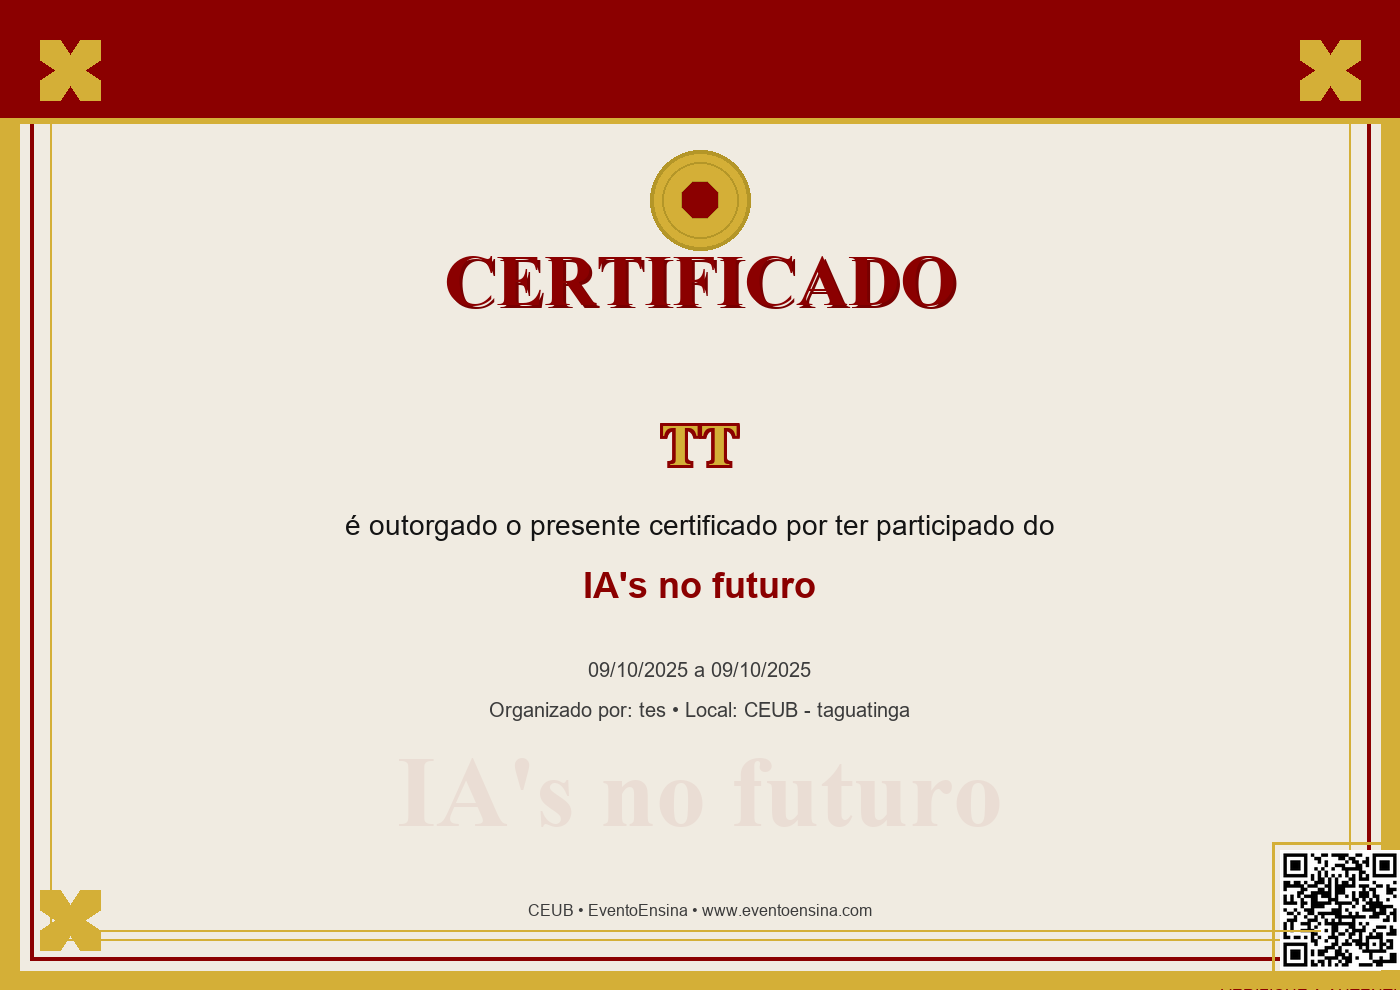 CERTIFICADO
TT
é outorgado o presente certificado por ter participado do
IA's no futuro
09/10/2025 a 09/10/2025
Organizado por: tes • Local: CEUB - taguatinga
IA's no futuro
CEUB • EventoEnsina • www.eventoensina.com